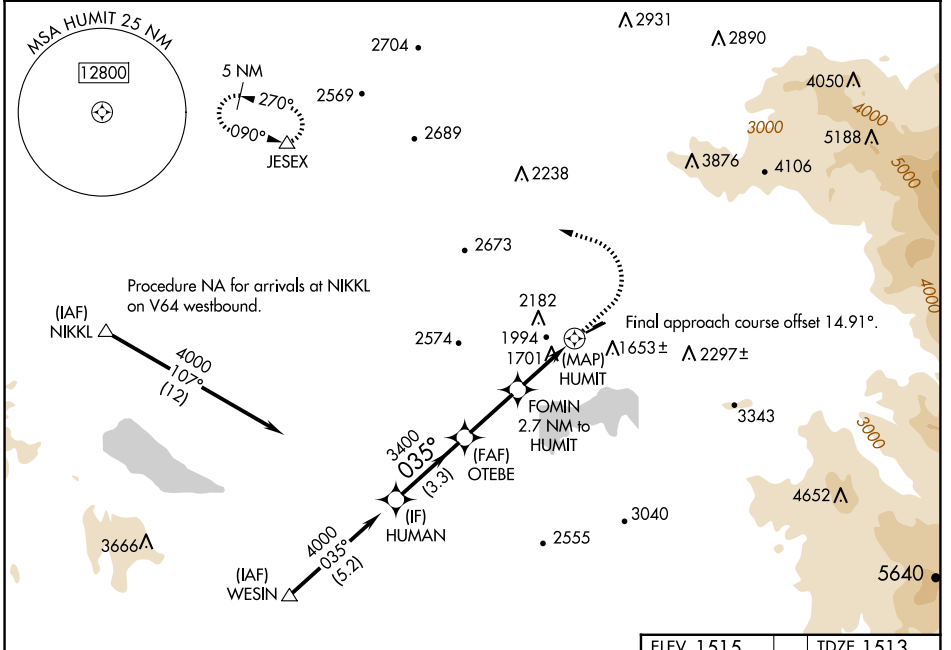 MSA HUMIT 25 NM
12800
5 NM
270°
090°
JESEX
2704
2569
2689
2931
2890
4050
4000
3000
5188
3876
4106
5000
2238
4000
2673
Procedure NA for arrivals at NIKKL
on V64 westbound.
(IAF)
NIKKL
4000
107°
(12)
2182
2574
1994
1701
(MAP)
HUMIT
1653±
2297±
Final approach course offset 14.91°.
FOMIN
2.7 NM to
HUMIT
3343
3000
3400
035°
(3.3)
(FAF)
OTEBE
(IF)
HUMAN
4000
035°
(5.2)
(IAF)
WESIN
3666
2555
3040
4652
5640
ELEV 1515
TDZE 1513